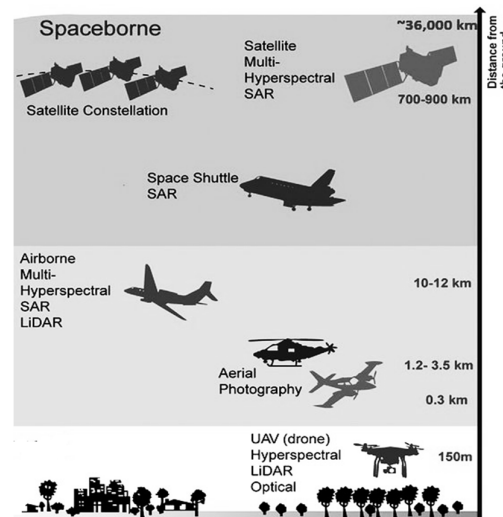 Spaceborne
~36,000 km
Satellite
Multi-
Hyperspectral
SAR
700-900 km
Satellite Constellation
Space Shuttle
SAR
Airborne
Multi-
Hyperspectral
SAR
LiDAR
10-12 km
1.2- 3.5 km
Aerial
Photography
0.3 km
UAV (drone)
Hyperspectral
LiDAR
Optical
150m
Distance from